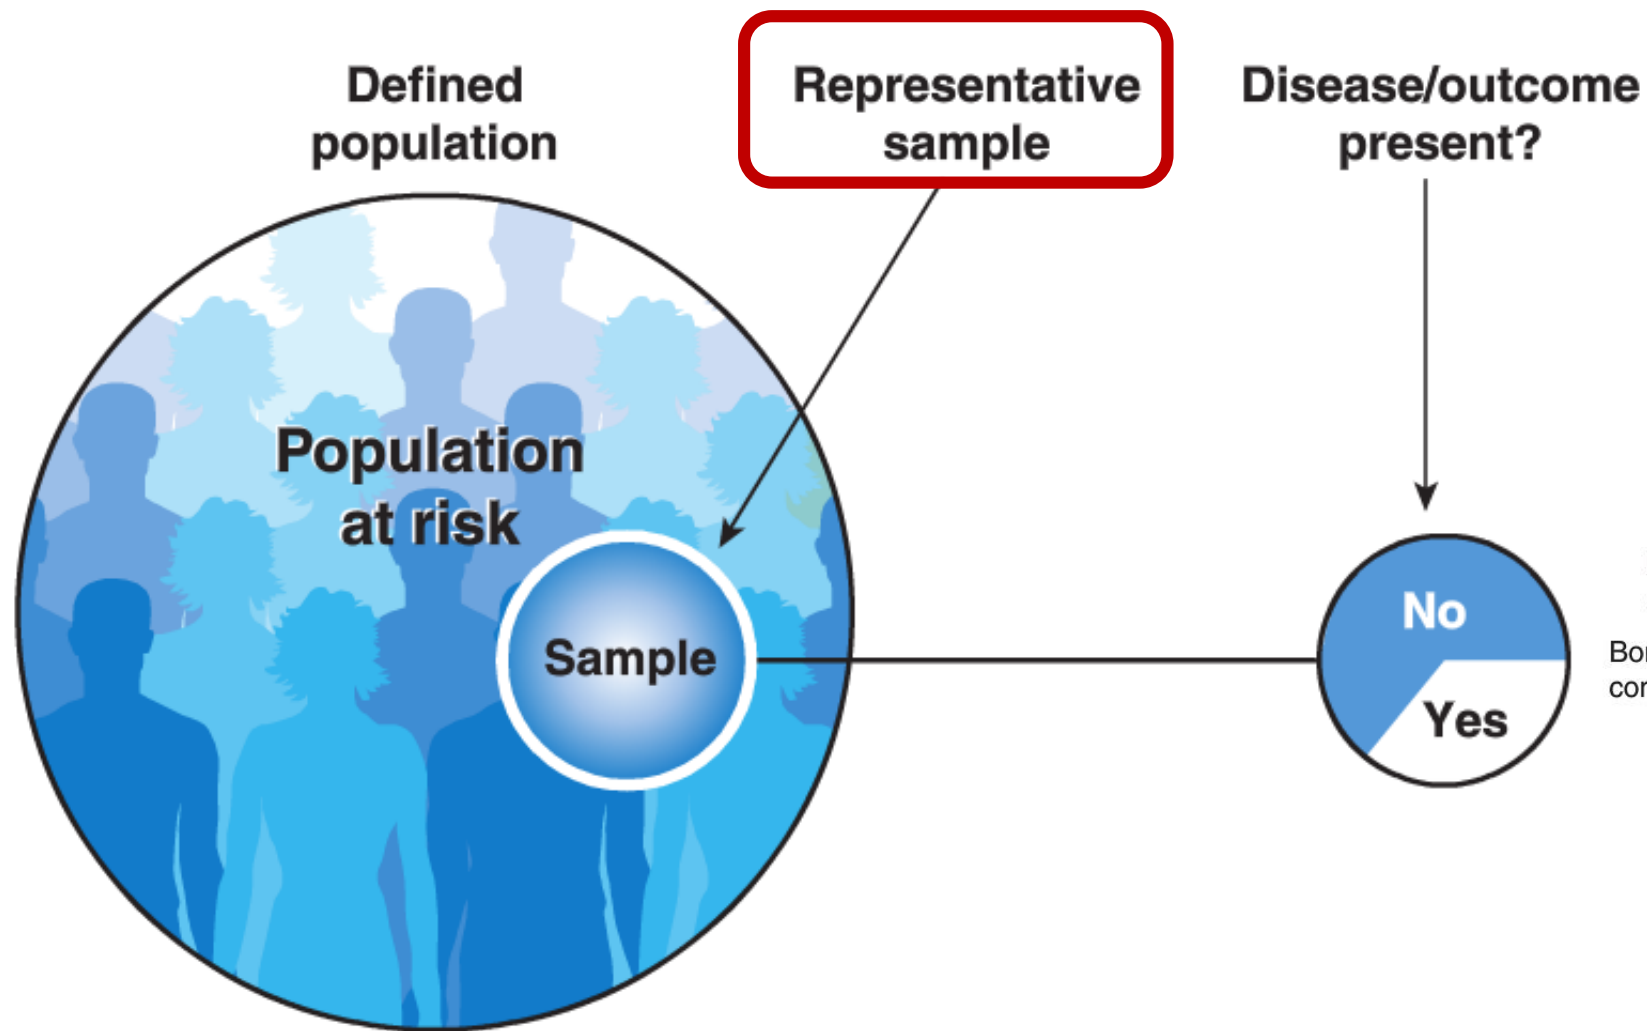 Defined
population
Representative
sample
Disease/outcome
present?
Population
at risk
Sample
No
Yes